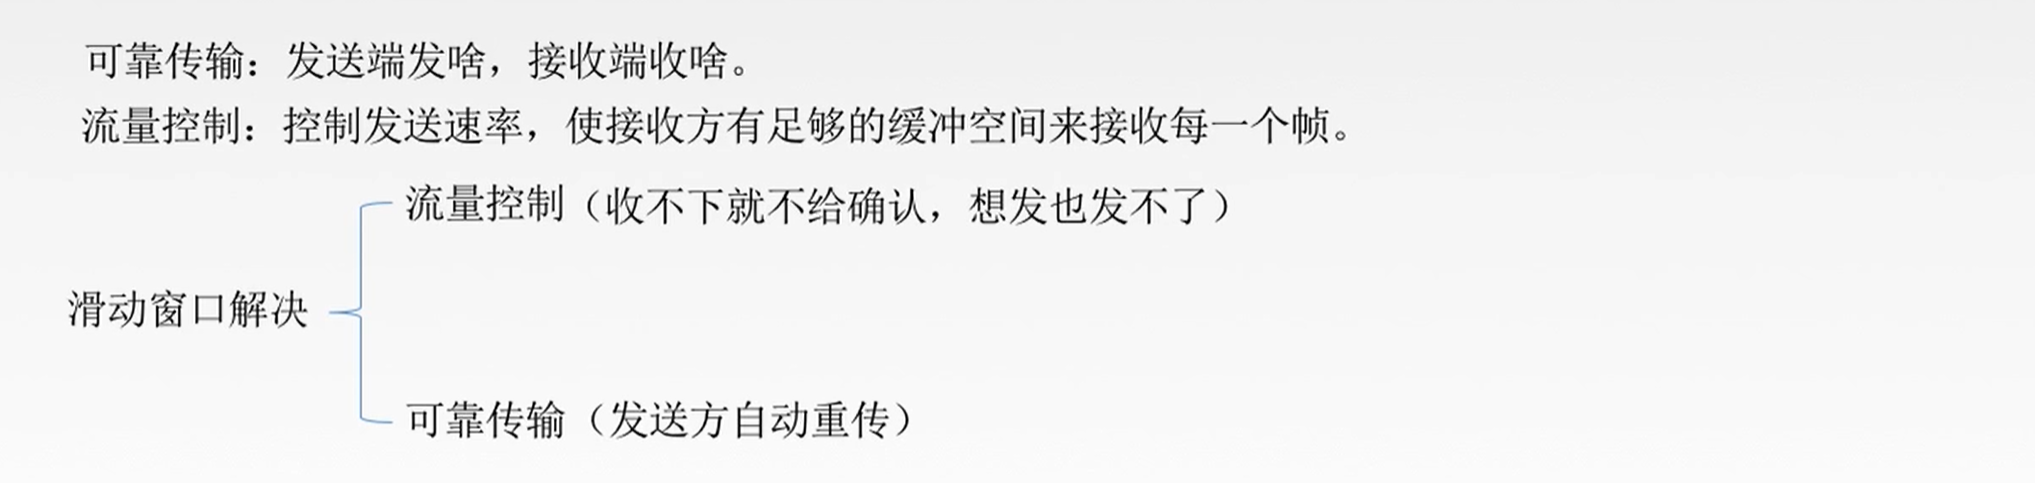 可靠传输：发送端发啥，接收端收啥。
流量控制：控制发送速率，使接收方有足够的缓冲空间来接收每一个帧。
流量控制（收不下就不给确认，想发也发不了）
滑动窗口解决
可靠传输（发送方自动重传）